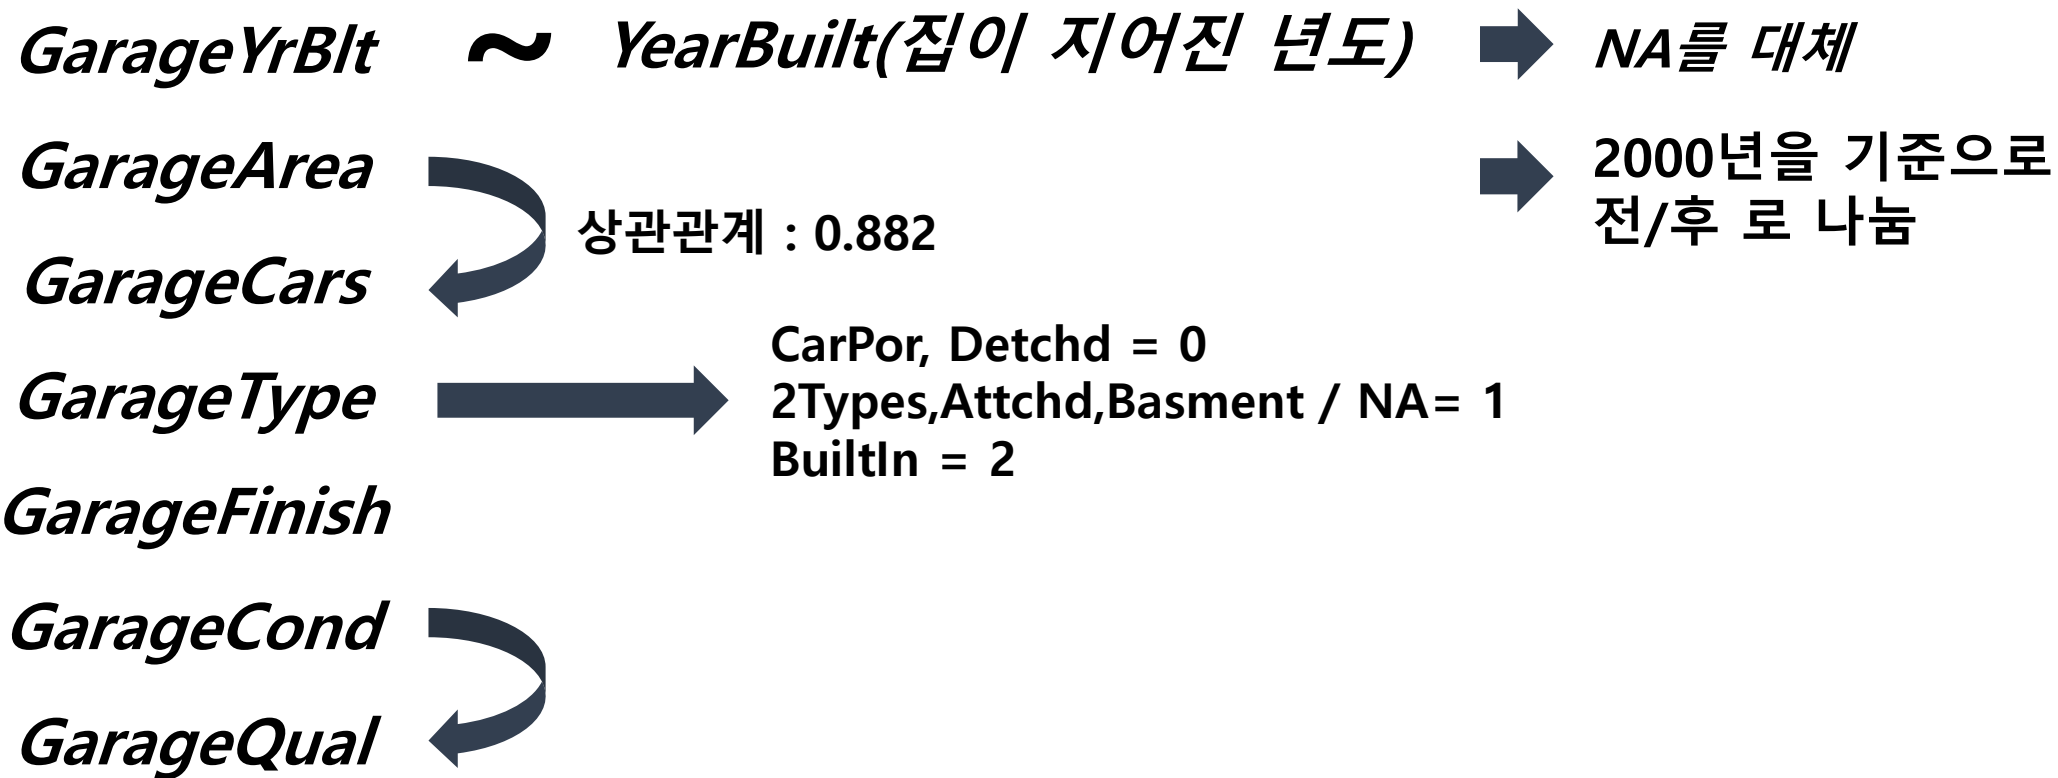 GarageYrBlt ~ YearBuilt(집이 지어진 년도) NA를 대체
GarageArea
2000년을 기준으로
전/후 로 나눔
상관관계 : 0.882
GarageCars
CarPor, Detchd = 0
GarageType
2Types,Attchd,Basment / NA= 1
BuiltIn = 2
GarageFinish
GarageCond
GarageQual